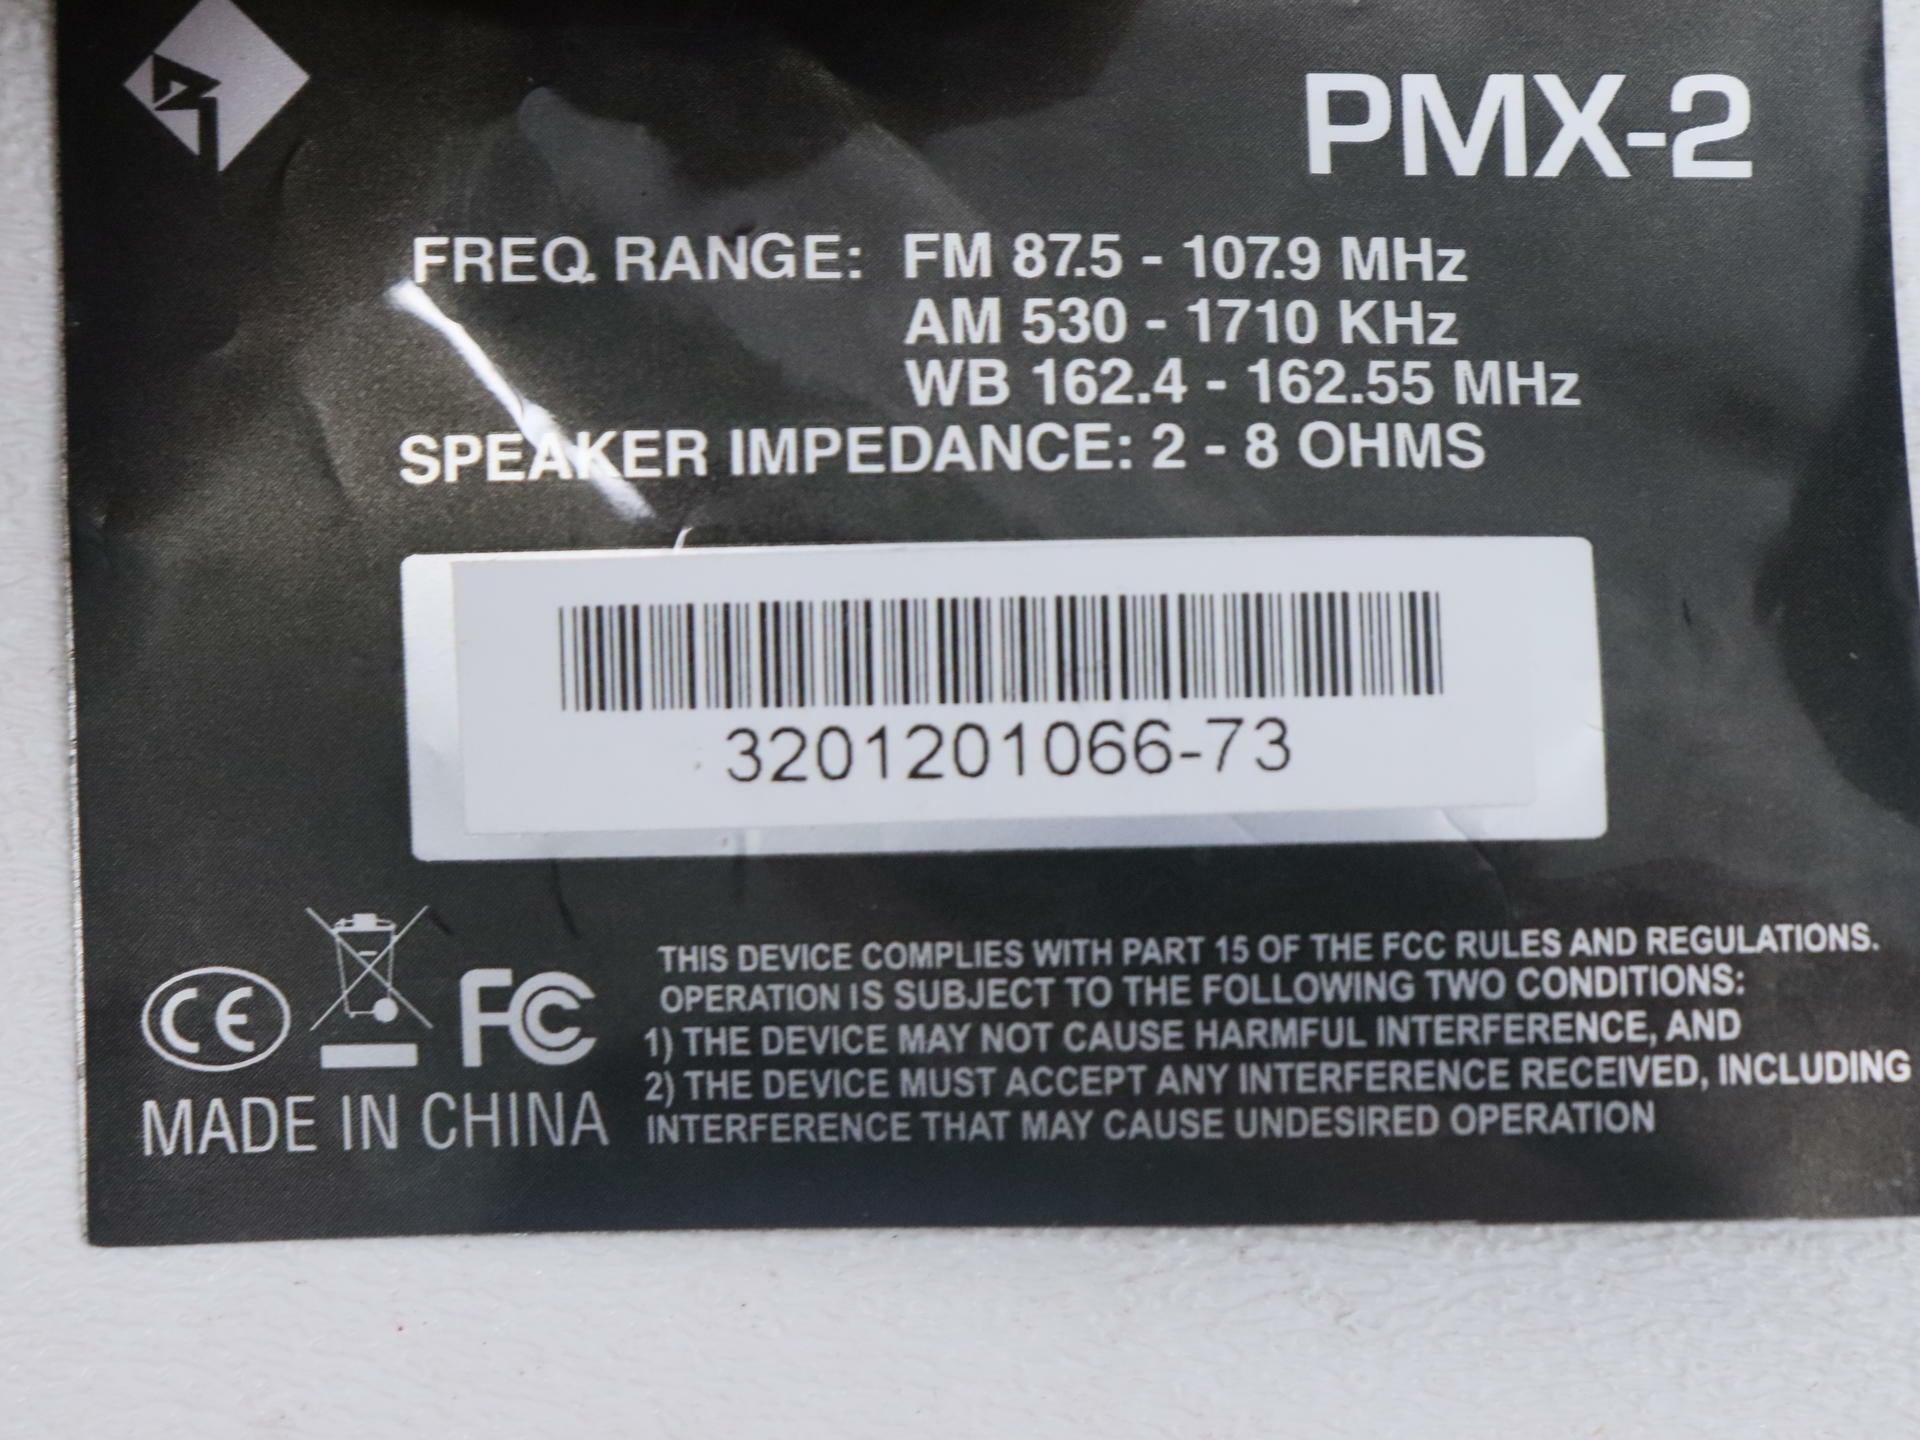 PMX-2
FREQ. RANGE: FM 87.5 - 107.9 MHz
AM 530 - 1710 KHz
WB 162.4 - 162.55 MHz
SPEAKER IMPEDANCE: 2 - 8 OHMS
3201201066-73
CE FC
MADE IN CHINA
THIS DEVICE COMPLIES WITH PART 15 OF THE FCC RULES AND REGULATIONS.
OPERATION IS SUBJECT TO THE FOLLOWING TWO CONDITIONS:
1) THE DEVICE MAY NOT CAUSE HARMFUL INTERFERENCE, AND
2) THE DEVICE MUST ACCEPT ANY INTERFERENCE RECEIVED, INCLUDING
INTERFERENCE THAT MAY CAUSE UNDESIRED OPERATION